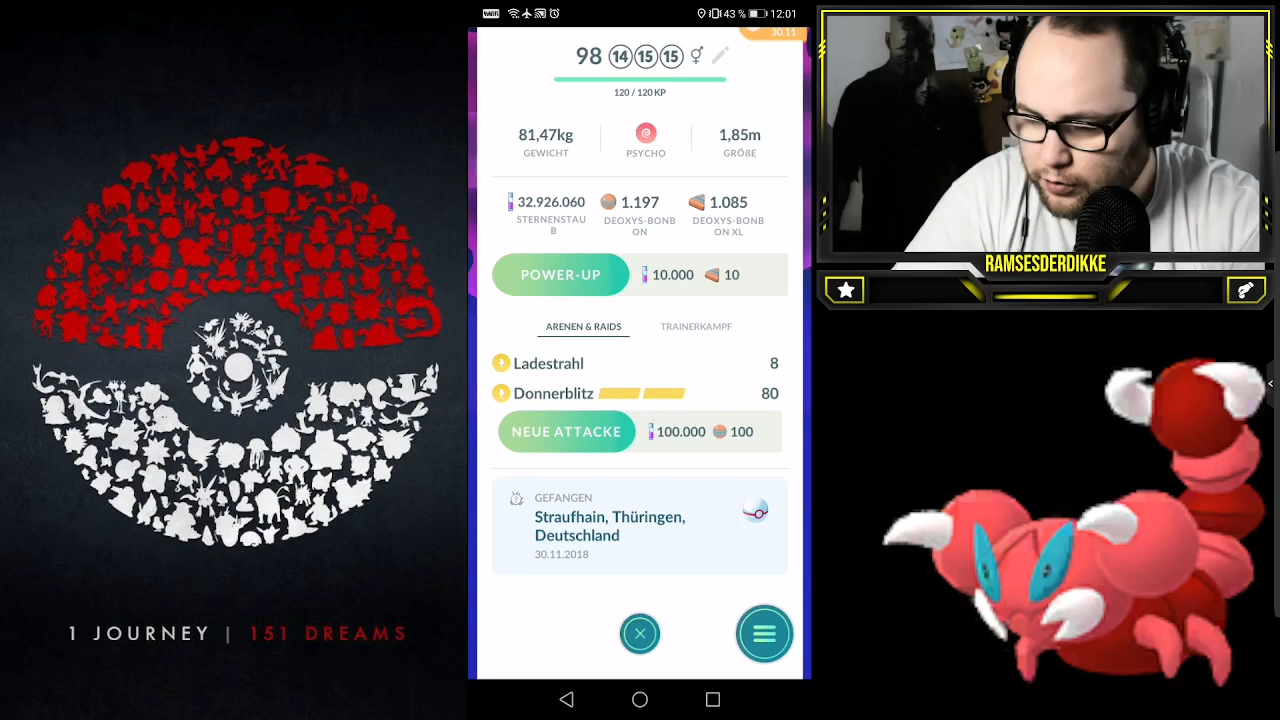 1 JOURNEY | 151 DREAMS
VoWiFi
43 % 12:01
30.11
98 14 15 15
120 / 120 KP
81,47kg
GEWICHT
PSYCHO
1,85m
GRÖßE
32.926.060
STERNENSTAU
B
1.197
DEOXYS-BONB
ON
1.085
DEOXYS-BONB
ON XL
POWER-UP 10.000 10
ARENEN & RAIDS TRAINERKAMPF
Ladestrahl 8
Donnerblitz 80
NEUE ATTACKE 100.000 100
GEFANGEN
Straufhain, Thüringen,
Deutschland
30.11.2018
RAMSESDERDIKKE